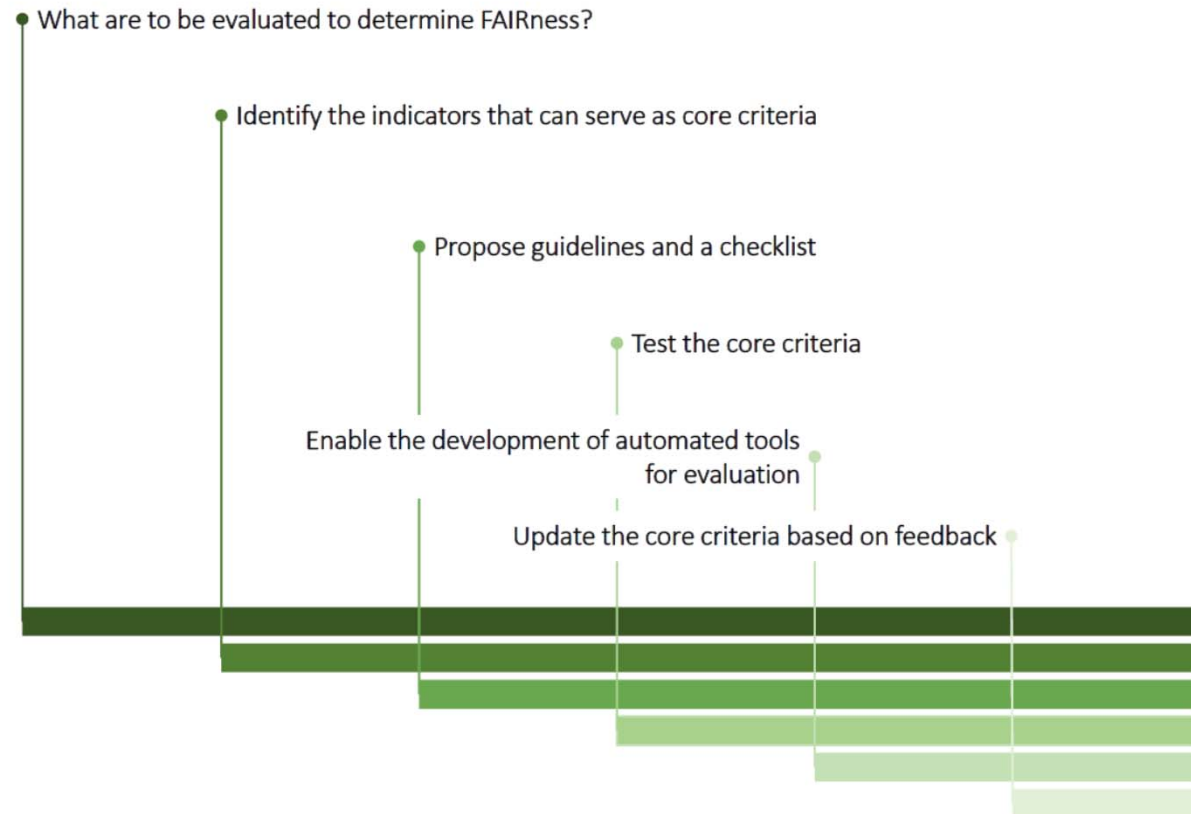 What are to be evaluated to determine FAIRness?
Identify the indicators that can serve as core criteria
Propose guidelines and a checklist
Test the core criteria
Enable the development of automated tools
for evaluation
Update the core criteria based on feedback